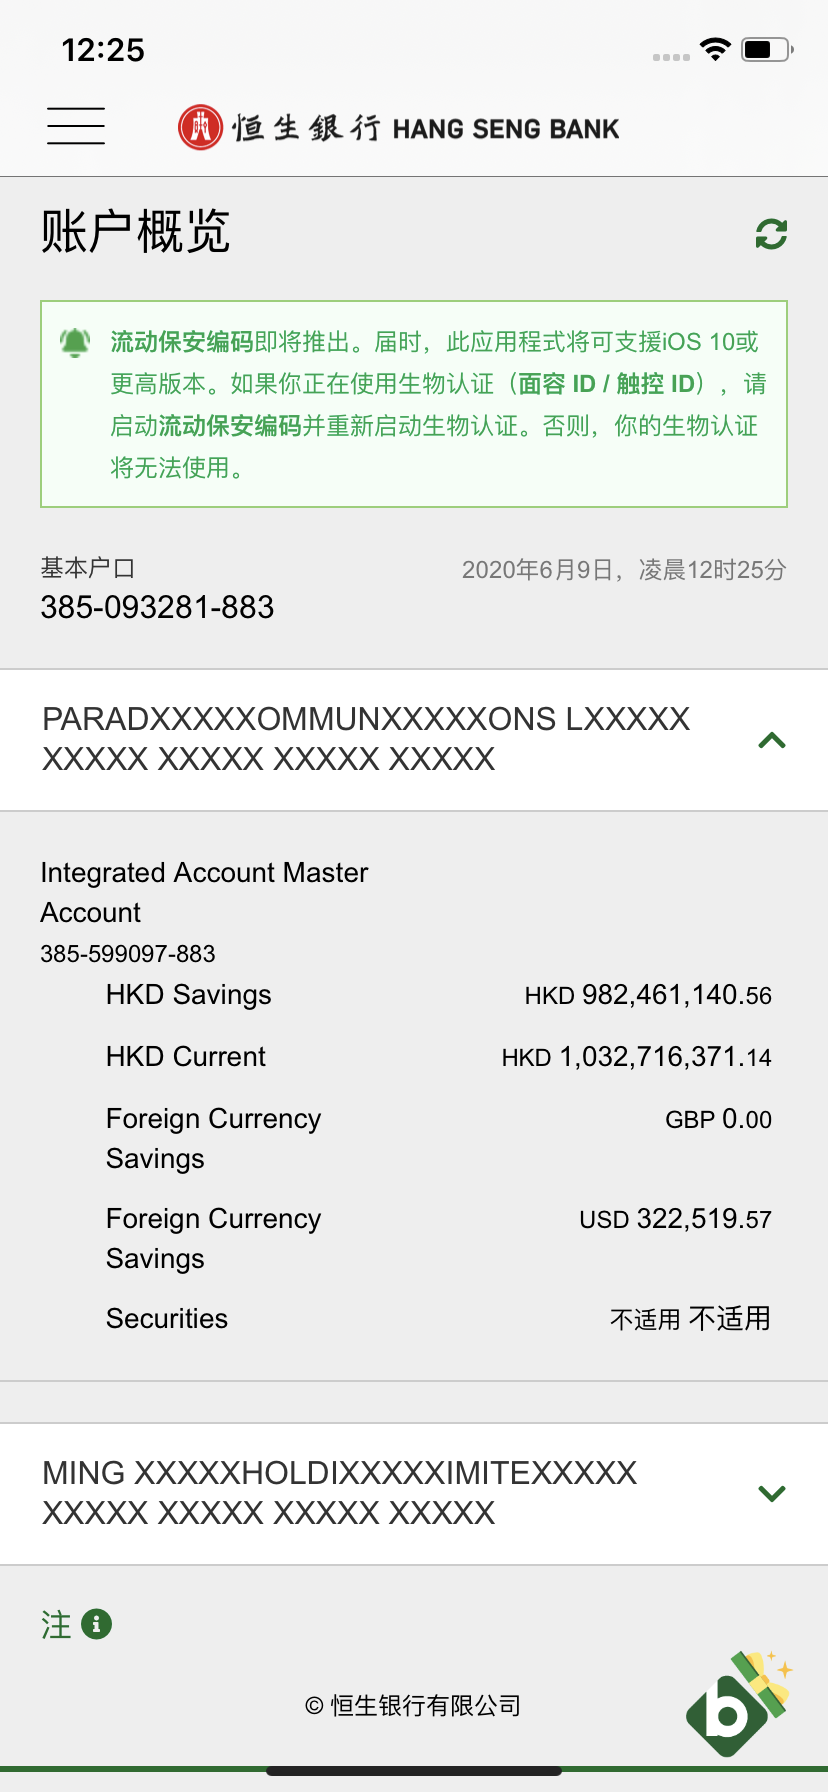 12:25
恒生銀行 HANG SENG BANK
账户概览
流动保安编码即将推出。届时，此应用程式将可支援iOS 10或
更高版本。如果你正在使用生物认证（面容 ID / 触控 ID），请
启动流动保安编码并重新启动生物认证。否则，你的生物认证
将无法使用。
基本户口
2020年6月9日，凌晨12时25分
385-093281-883
PARADXXXXXOMMUNXXXXXONS LXXXXX
XXXXX XXXXX XXXXX XXXXX
Integrated Account Master
Account
385-599097-883
HKD Savings HKD 982,461,140.56
HKD Current HKD 1,032,716,371.14
Foreign Currency GBP 0.00
Savings
Foreign Currency USD 322,519.57
Savings
Securities 不适用 不适用
MING XXXXXHOLDIXXXXXIMITEXXXXX
XXXXX XXXXX XXXXX XXXXX
注
© 恒生银行有限公司
b